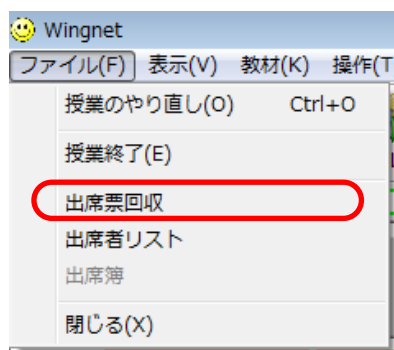 Wingnet
ファイル(F) 表示(V) 教材(K) 操作(T
授業のやり直し(O) Ctrl+O
授業終了(E)
出席票回収
出席者リスト
出席簿
閉じる(X)